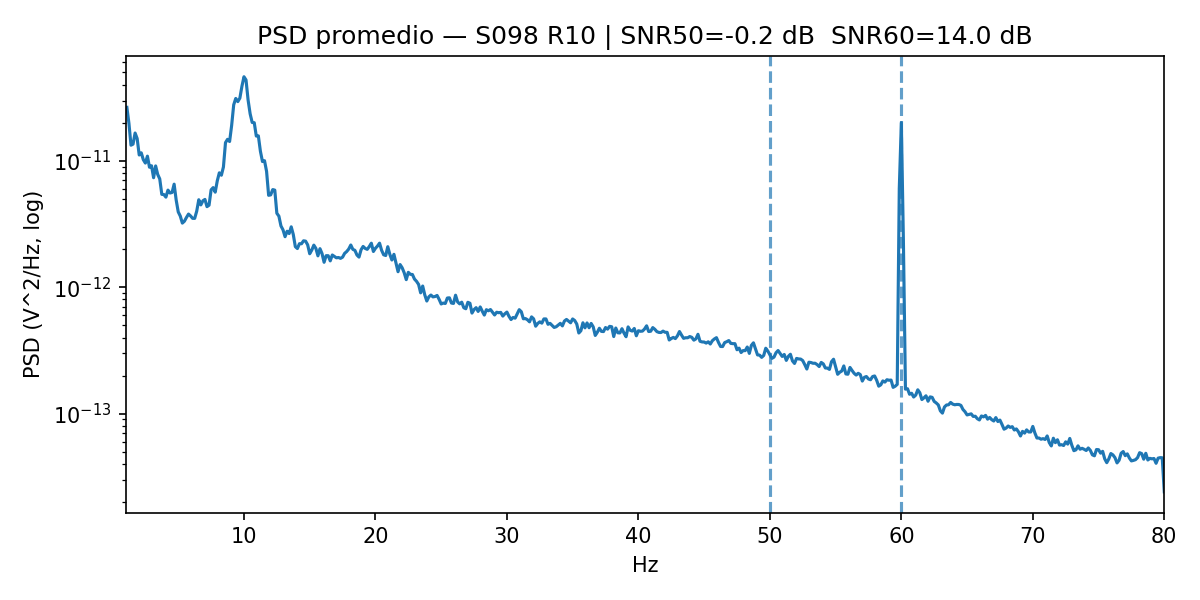 PSD promedio — S098 R10 | SNR50=-0.2 dB  SNR60=14.0 dB
PSD (V^2/Hz, log)
10⁻¹¹
10⁻¹²
10⁻¹³
10 20 30 40 50 60 70 80
Hz